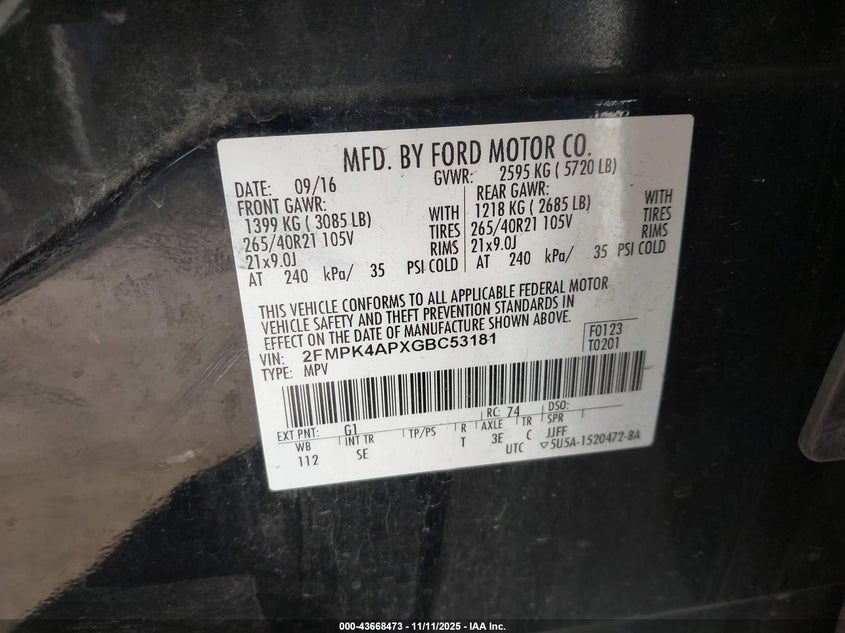 MFD. BY FORD MOTOR CO.
DATE: 09/16
GVWR: 2595 KG ( 5720 LB)
FRONT GAWR:
1399 KG ( 3085 LB)
265/40R21 105V
21x9.0J
AT 240 kPa/ 35 PSI COLD
WITH
TIRES
RIMS
REAR GAWR:
1218 KG ( 2685 LB)
265/40R21 105V
21x9.0J
AT 240 kPa/ 35 PSI COLD
WITH
TIRES
RIMS
THIS VEHICLE CONFORMS TO ALL APPLICABLE FEDERAL MOTOR
VEHICLE SAFETY AND THEFT PREVENTION STANDARDS IN
EFFECT ON THE DATE OF MANUFACTURE SHOWN ABOVE.
VIN: 2FMPK4APXGBC53181
TYPE: MPV
F0123
T0201
EXT PNT: G1 RC: 74 DSO:
WB INT TR TP/PS R AXLE TR SPR
112 SE T 3E C JJFF
UTC ▽5U5A-1520472-BA
000-43668473 - 11/11/2025 - IAA Inc.